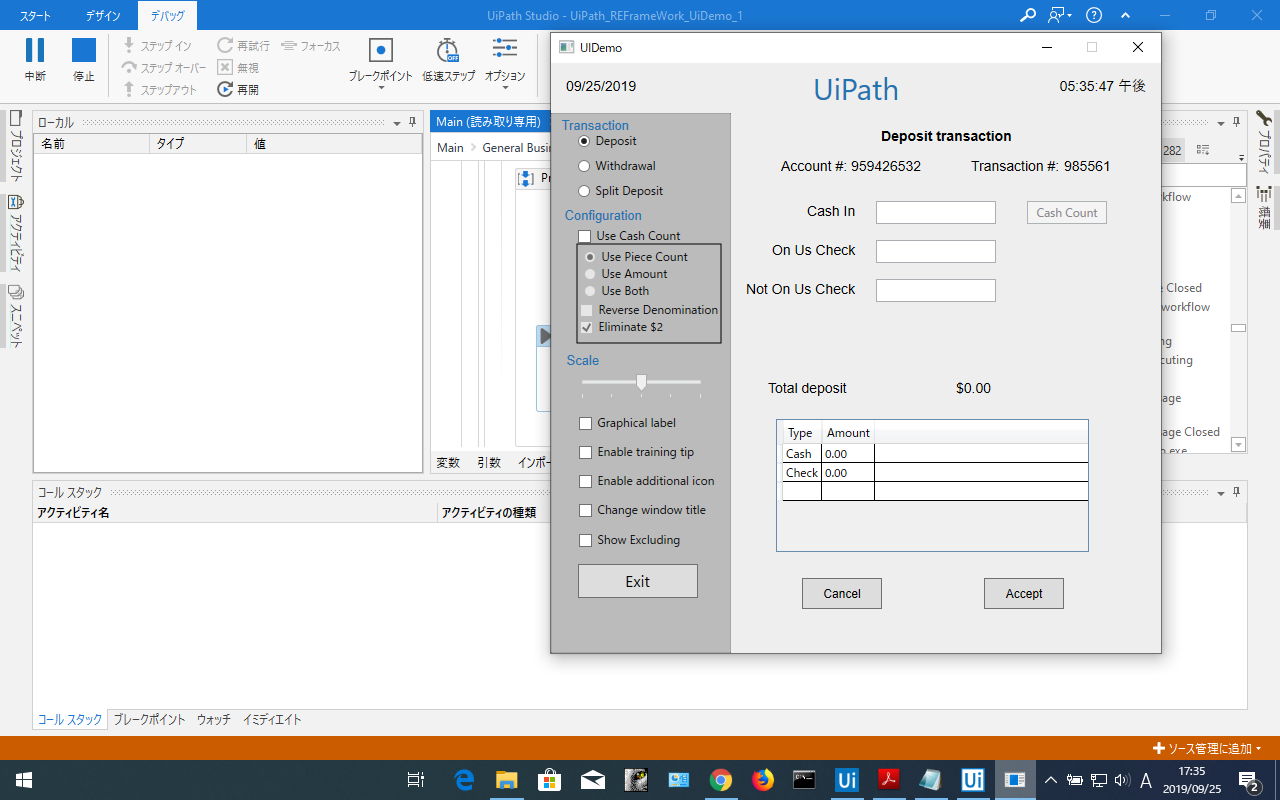 スタート デザイン デバッグ UiPath Studio - UiPath_REFrameWork_UiDemo_1
中断 停止 ステップ イン ステップ オーバー ステップアウト 再試行 無視 再開 フォーカス ブレークポイント 低速ステップ オプション
OFF
プロジェクト
アクティビティ
スニペット
ローカル
名前 タイプ 値
Main (読み取り専用)
Main > General Busi
変数 引数
UIDemo
09/25/2019 UiPath 05:35:47 午後
Transaction
Deposit
Withdrawal
Split Deposit
Configuration
Use Cash Count
Use Piece Count
Use Amount
Use Both
Reverse Denomination
Eliminate $2
Scale
Graphical label
Enable training tip
Enable additional icon
Change window title
Show Excluding
Exit
Deposit transaction
Account #: 959426532 Transaction #: 985561
Cash In Cash Count
On Us Check
Not On Us Check
Total deposit $0.00
Type Amount
Cash 0.00
Check 0.00
Cancel Accept
282
Closed
プロパティ
概要
コール スタック
アクティビティ名 アクティビティの種類
コール スタック ブレークポイント ウォッチ イミディエイト
ソース管理に追加
Ui Ui A 17:35
2019/09/25 2